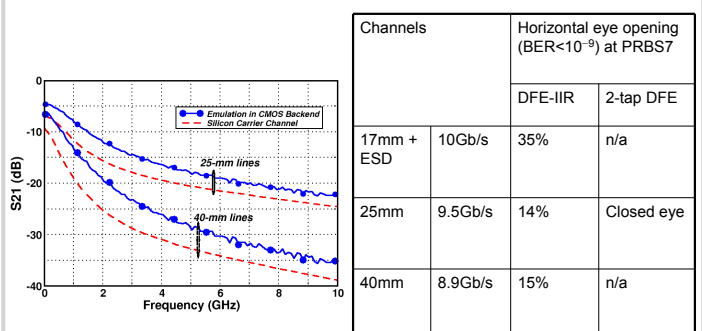 0
-10
-20
-30
-40
S21 (dB)
Emulation in CMOS Backend
Silicon Carrier Channel
25-mm lines
40-mm lines
0
2
4
6
8
10
Frequency (GHz)
Channels
Horizontal eye opening
(BER<10⁻⁹) at PRBS7
DFE-IIR
2-tap DFE
17mm +
ESD
10Gb/s
35%
n/a
25mm
9.5Gb/s
14%
Closed eye
40mm
8.9Gb/s
15%
n/a